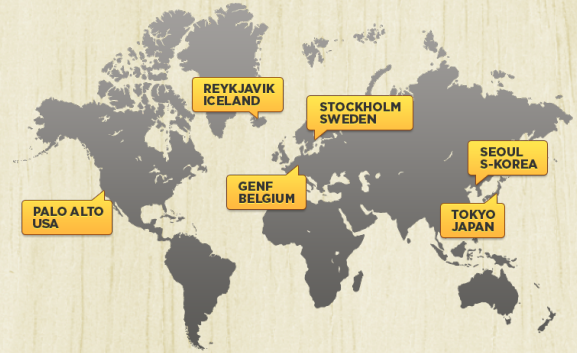 REYKJAVIK
ICELAND
STOCKHOLM
SWEDEN
SEOUL
S-KOREA
GENF
BELGIUM
PALO ALTO
USA
TOKYO
JAPAN